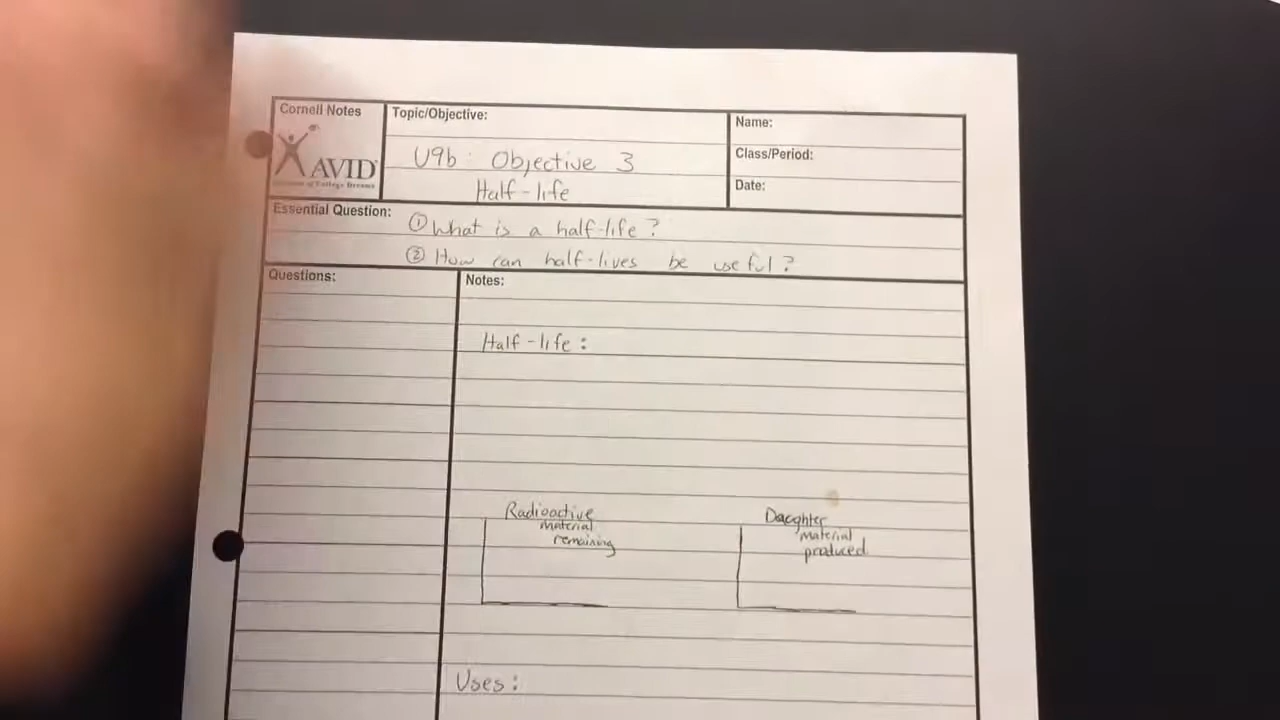 Cornell Notes
AVID
Topic/Objective:
U9b: Objective 3
Half-life
Name:
Class/Period:
Date:
Essential Question:
① What is a half-life?
② How can half-lives be useful?
Questions:
Notes:
Half-life:
Radioactive
material
remaining
Daughter
material
produced
Uses: